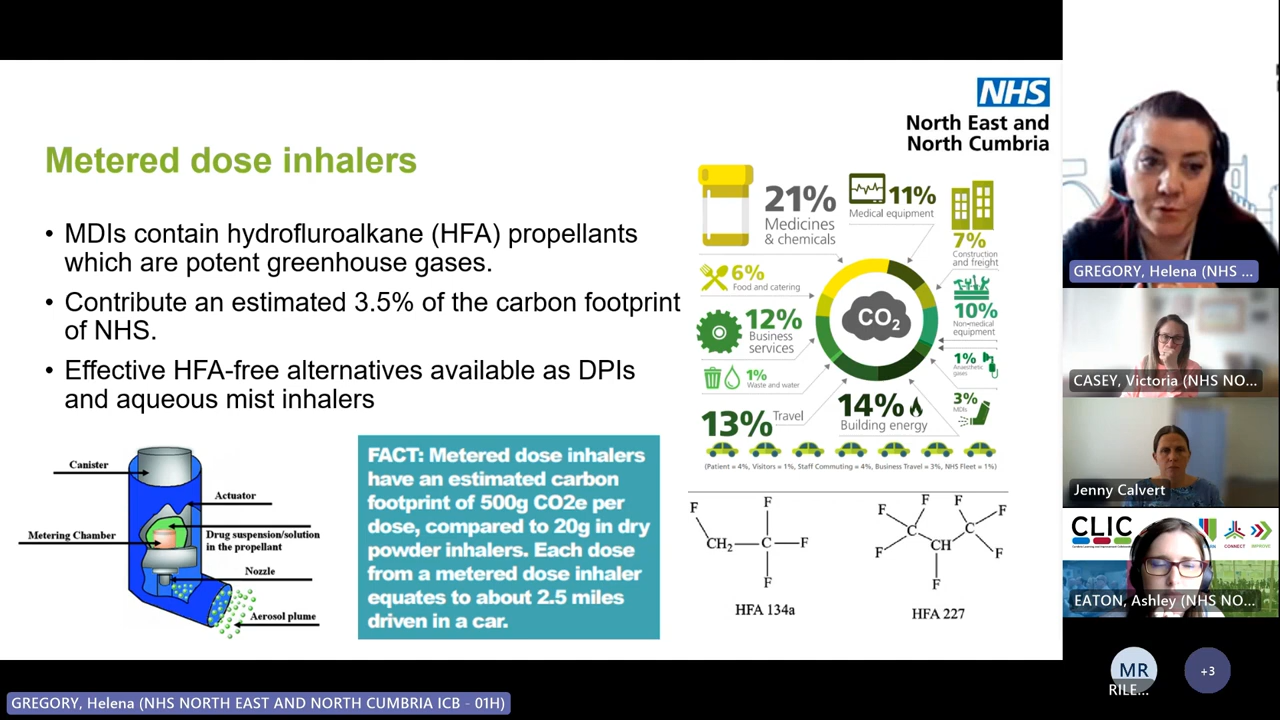 NHS
North East and
North Cumbria
Metered dose inhalers
• MDIs contain hydrofluroalkane (HFA) propellants
which are potent greenhouse gases.
• Contribute an estimated 3.5% of the carbon footprint
of NHS.
• Effective HFA-free alternatives available as DPIs
and aqueous mist inhalers
21%
Medicines
& chemicals
11%
Medical equipment
7%
Construction
and freight
6%
Food and catering
CO2
10%
Non-medical
equipment
12%
Business
services
1%
Anaesthetic
gases
1%
Waste and water
3%
MDIs
13% Travel
14%
Building energy
(Patient = 4%, Visitors = 1%, Staff Commuting = 4%, Business Travel = 3%, NHS Fleet = 1%)
Canister
Actuator
Metering Chamber
Drug suspension/solution
in the propellant
Nozzle
Aerosol plume
FACT: Metered dose inhalers
have an estimated carbon
footprint of 500g CO2e per
dose, compared to 20g in dry
powder inhalers. Each dose
from a metered dose inhaler
equates to about 2.5 miles
driven in a car.
F
F
CH2
C
F
F
HFA 134a
F
F
F
F
C
C
F
CH
F
F
HFA 227
GREGORY, Helena (NHS ...
CASEY, Victoria (NHS NO...
Jenny Calvert
CLIC
CONNECT
IMPROVE
EATON, Ashley (NHS NO...
MR
RILE...
+3
GREGORY, Helena (NHS NORTH EAST AND NORTH CUMBRIA ICB - 01H)